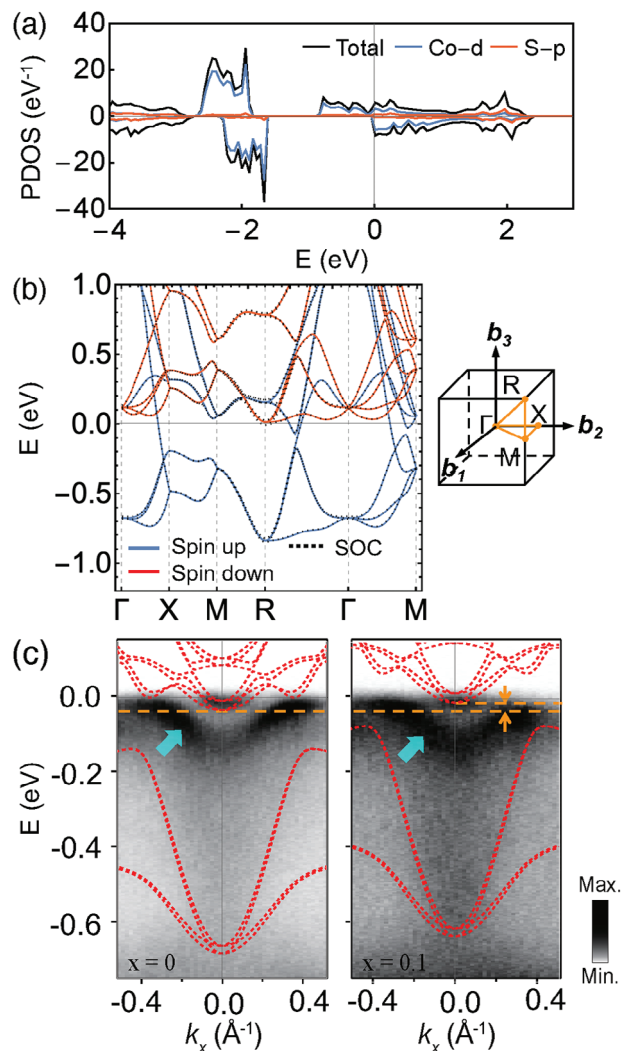 (a)
40
20
0
−20
−40
PDOS (eV⁻¹)
Total
Co−d
S−p
−4
−2
0
2
E (eV)
(b)
1.0
0.5
0.0
−0.5
−1.0
E (eV)
Spin up
Spin down
SOC
Γ X M R Γ M
b₃
R
Γ
X
b₂
b₁
M
(c)
0.0
-0.2
-0.4
-0.6
E (eV)
x = 0
x = 0.1
-0.4 0.0 0.4
kₓ (Å⁻¹)
-0.4 0.0 0.4
kₓ (Å⁻¹)
Max.
Min.